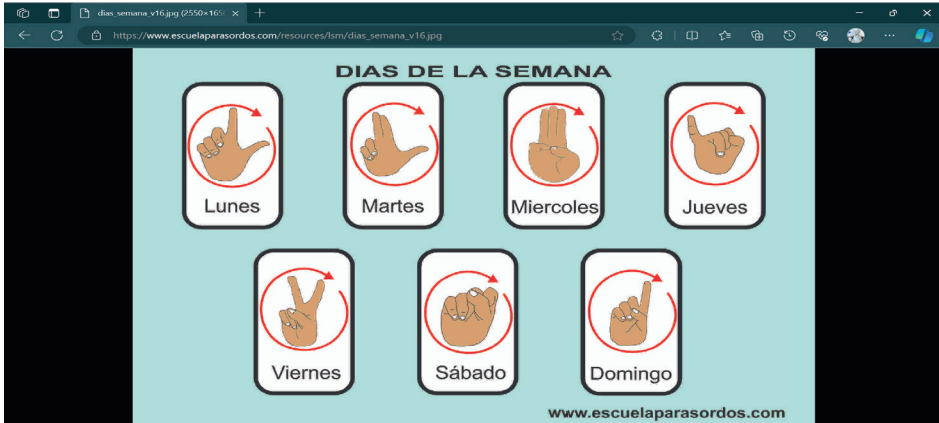 dias_semana_v16.jpg (2550×165
https://www.escuelaparasordos.com/resources/lsm/dias_semana_v16.jpg
DIAS DE LA SEMANA
Lunes
Martes
Miercoles
Jueves
Viernes
Sábado
Domingo
www.escuelaparasordos.com